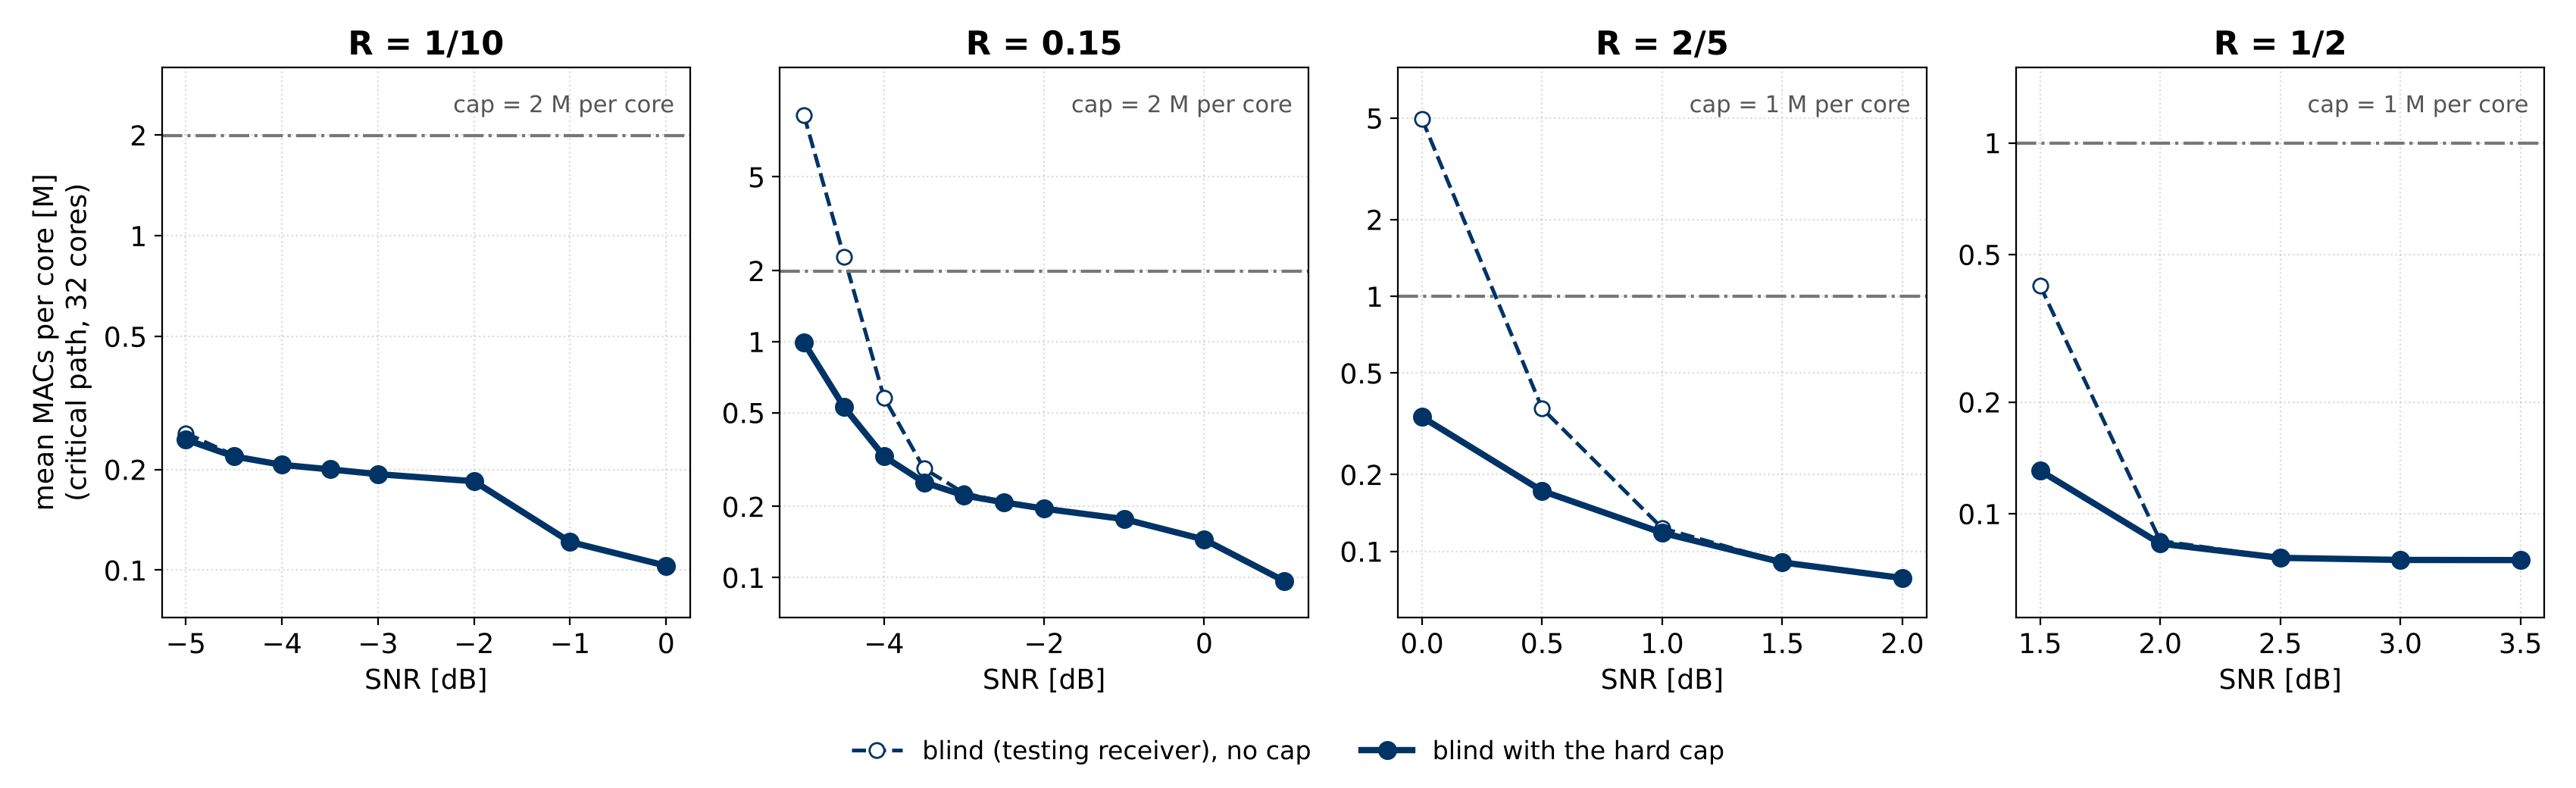 R = 1/10
cap = 2 M per core
mean MACs per core [M]
(critical path, 32 cores)
2
1
0.5
0.2
0.1
−5 −4 −3 −2 −1 0
SNR [dB]
R = 0.15
cap = 2 M per core
5
2
1
0.5
0.2
0.1
−4 −2 0
SNR [dB]
R = 2/5
cap = 1 M per core
5
2
1
0.5
0.2
0.1
0.0 0.5 1.0 1.5 2.0
SNR [dB]
R = 1/2
cap = 1 M per core
1
0.5
0.2
0.1
1.5 2.0 2.5 3.0 3.5
SNR [dB]
blind (testing receiver), no cap
blind with the hard cap